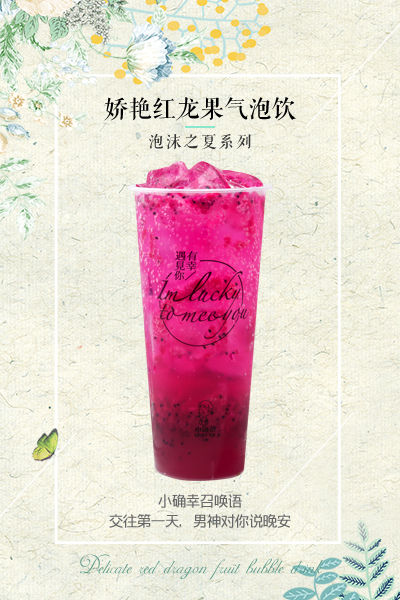 娇艳红龙果气泡饮
泡沫之夏系列
有幸
遇見你
I'm lucky
to meet you
小确幸召唤语
交往第一天，男神对你说晚安
Delicate red dragon fruit bubble drink